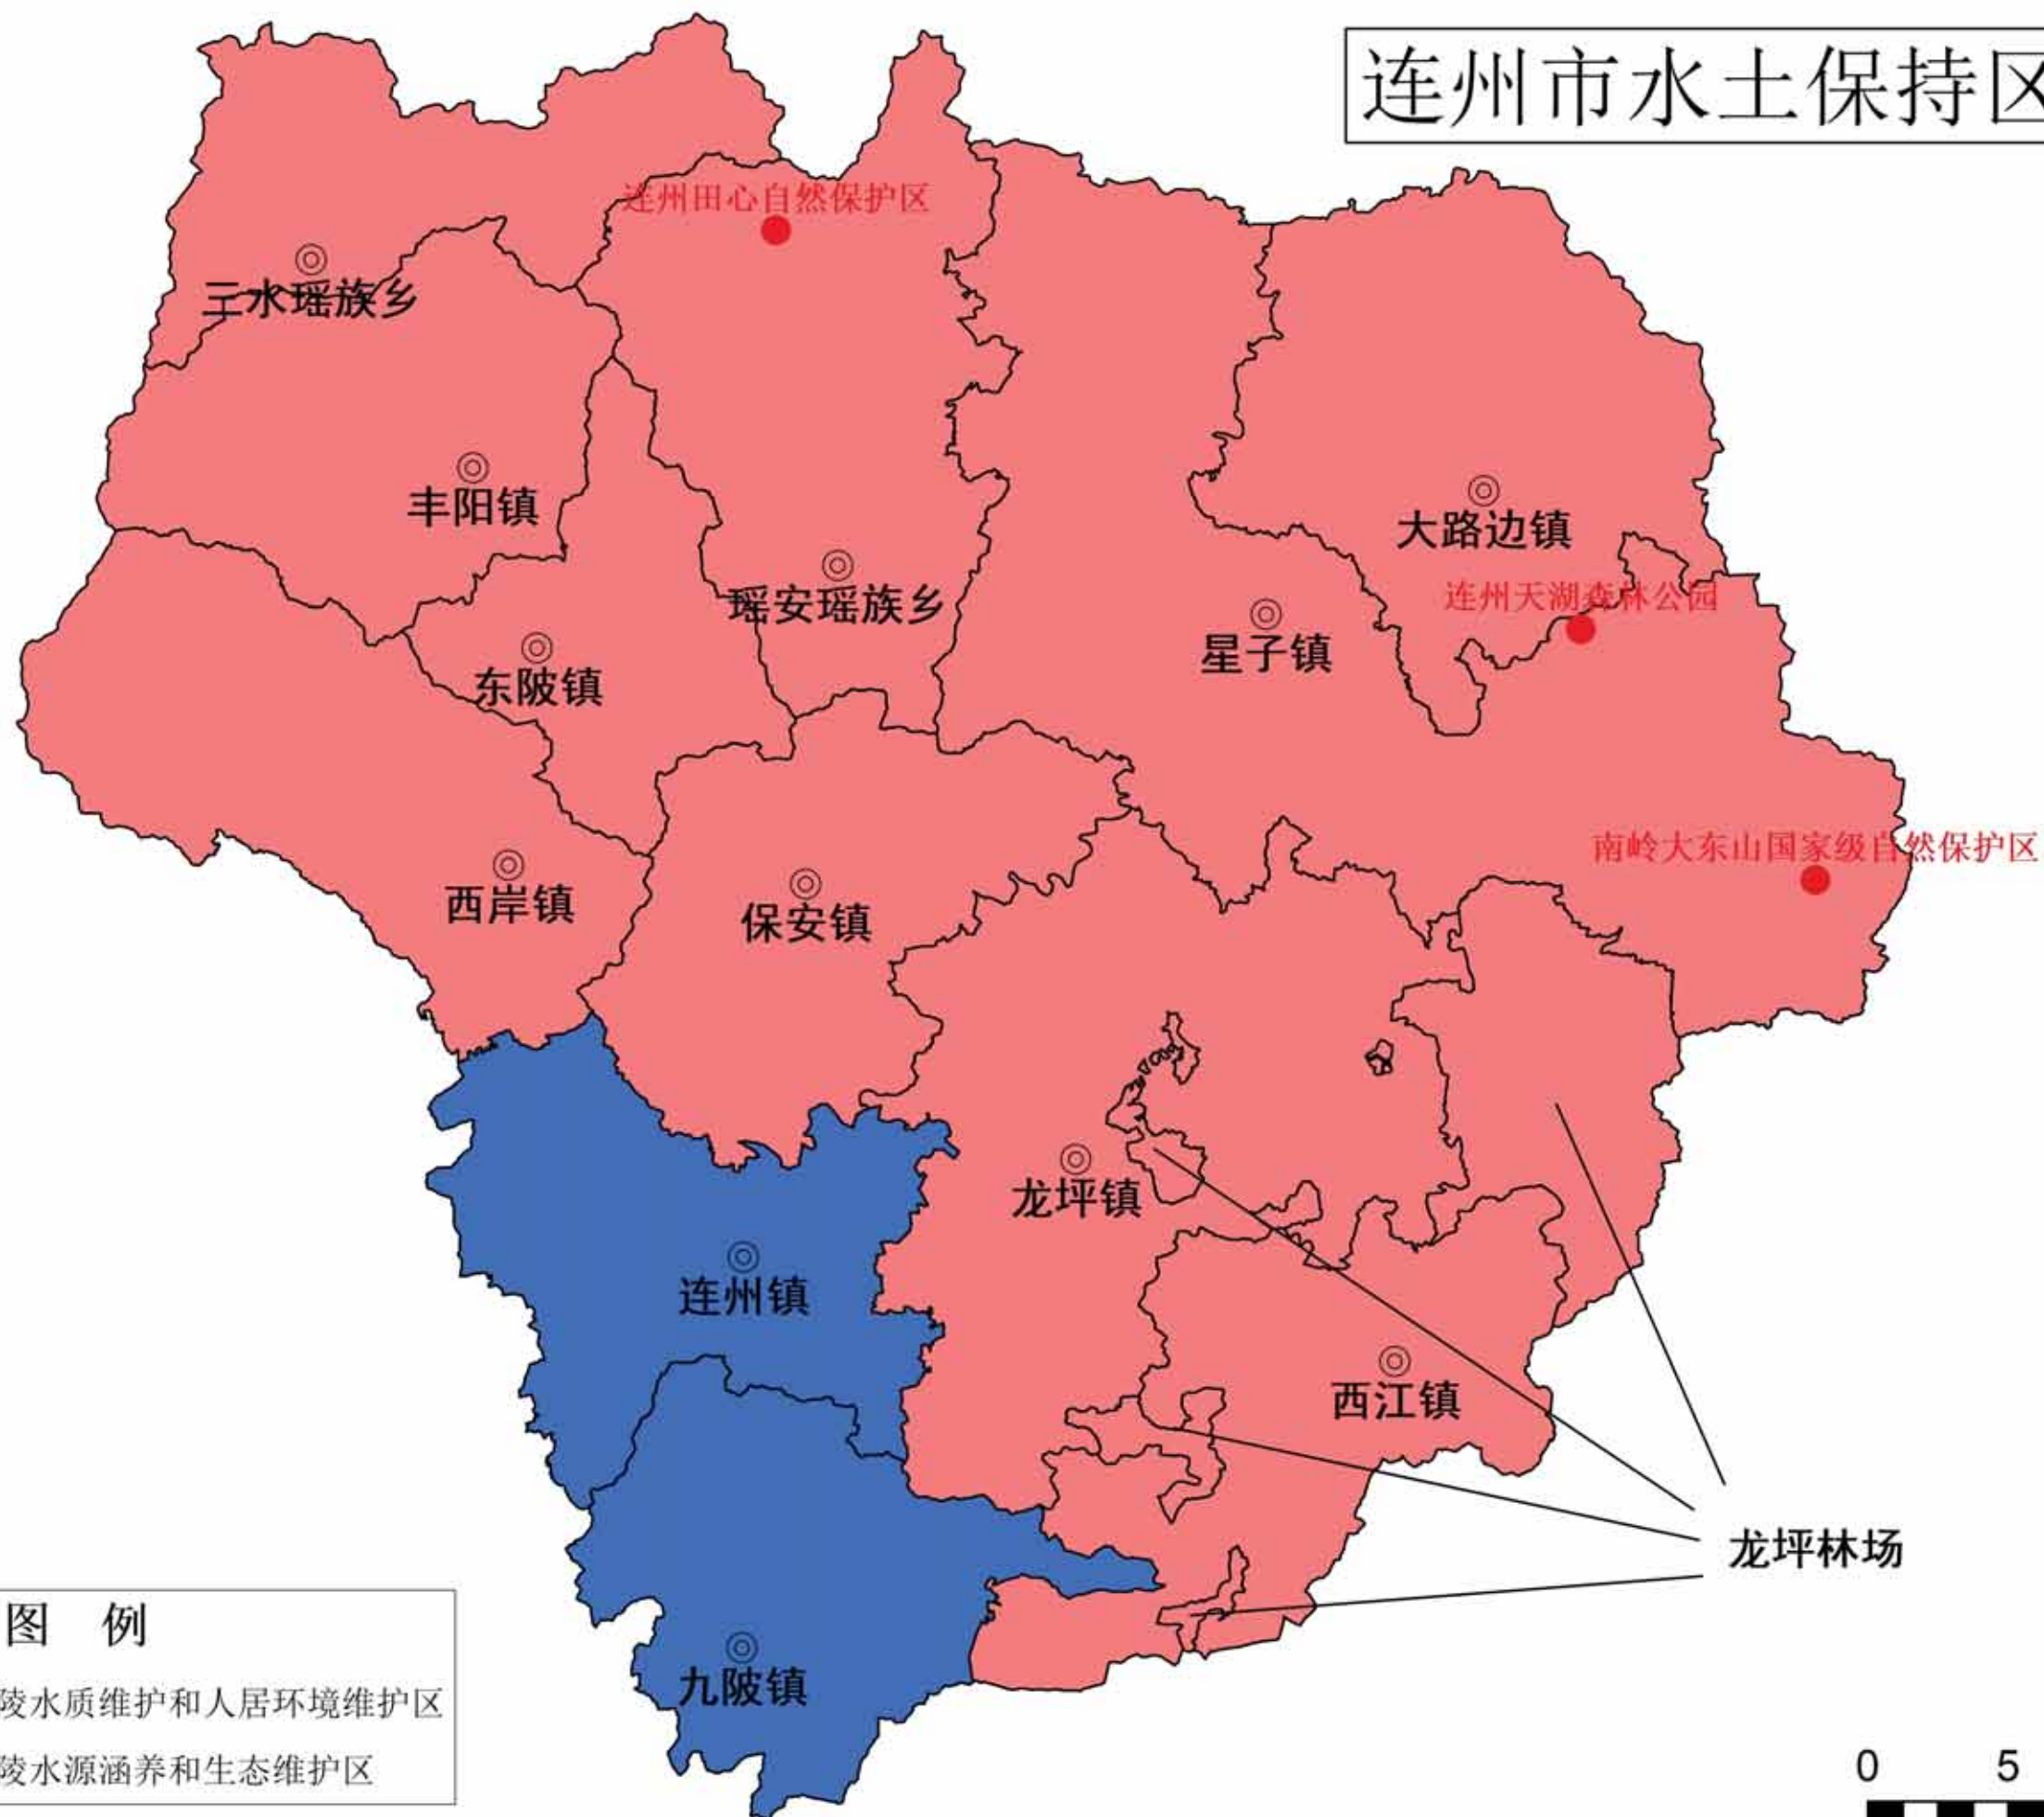 连州市水土保持区
连州田心自然保护区
三水瑶族乡
丰阳镇
大路边镇
瑶安瑶族乡
连州天湖森林公园
星子镇
东陂镇
南岭大东山国家级自然保护区
西岸镇
保安镇
龙坪镇
连州镇
西江镇
龙坪林场
九陂镇
图 例
陵水质维护和人居环境维护区
陵水源涵养和生态维护区
0 5